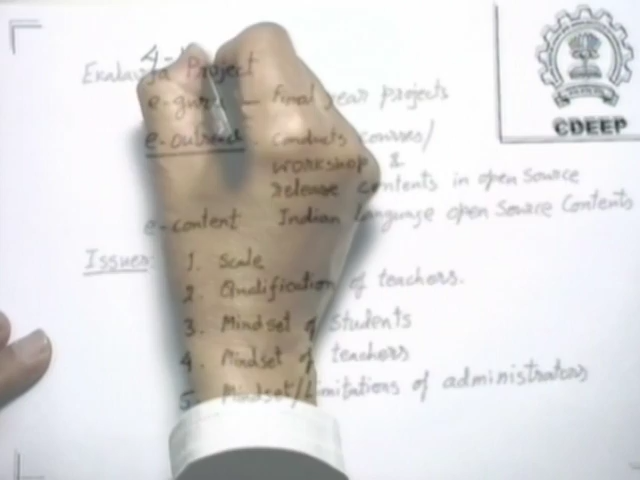 Ekalavya Project
e-guru — final year projects
CDEEP
e-outreach - conducts courses/
workshop &
release contents in open source
e-content Indian Language open source Contents
Issues: 1. scale
2. Qualification of teachers.
3. Mindset of students
4. Mindset of teachers
5. Mindset/Limitations of administrators